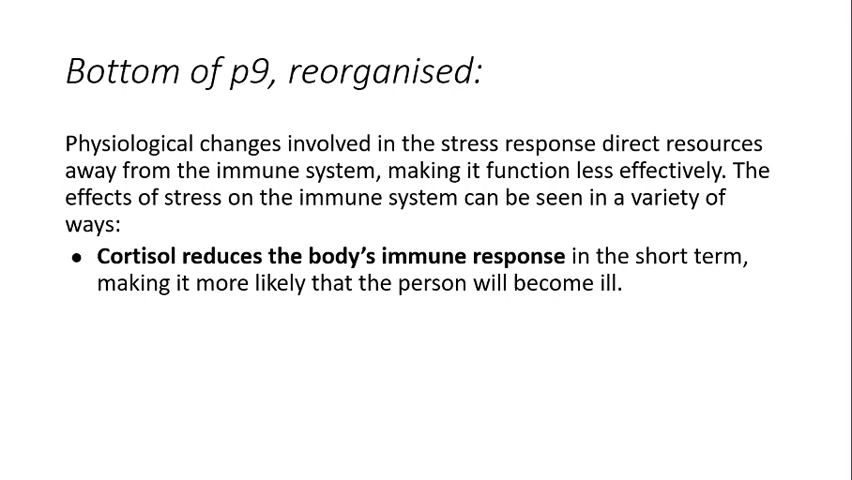 Bottom of p9, reorganised:
Physiological changes involved in the stress response direct resources
away from the immune system, making it function less effectively. The
effects of stress on the immune system can be seen in a variety of
ways:
● Cortisol reduces the body’s immune response in the short term,
making it more likely that the person will become ill.